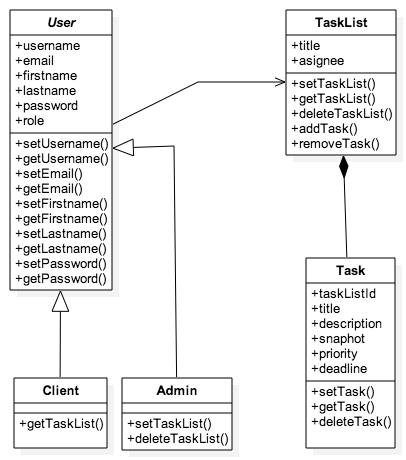 User
+username
+email
+firstname
+lastname
+password
+role
+setUsername()
+getUsername()
+setEmail()
+getEmail()
+setFirstname()
+getFirstname()
+setLastname()
+getLastname()
+setPassword()
+getPassword()
TaskList
+title
+asignee
+setTaskList()
+getTaskList()
+deleteTaskList()
+addTask()
+removeTask()
Task
+taskListId
+title
+description
+snaphot
+priority
+deadline
+setTask()
+getTask()
+deleteTask()
Client
+getTaskList()
Admin
+setTaskList()
+deleteTaskList()